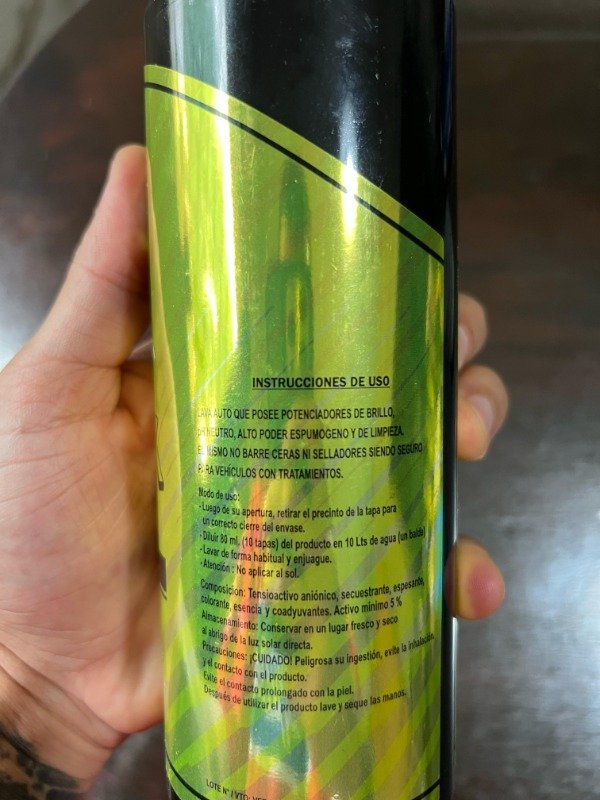 INSTRUCCIONES DE USO
LAVA AUTO QUE POSEE POTENCIADORES DE BRILLO,
pH NEUTRO, ALTO PODER ESPUMOGENO Y DE LIMPIEZA.
EL MISMO NO BARRE CERAS NI SELLADORES SIENDO SEGURO
PARA VEHÍCULOS CON TRATAMIENTOS.
Modo de uso:
- Luego de su apertura, retirar el precinto de la tapa para
un correcto cierre del envase.
- Diluir 80 ml. (10 tapas) del producto en 10 Lts de agua (un balde)
- Lavar de forma habitual y enjuague.
- Atención : No aplicar al sol.
Composicion: Tensioactivo aniónico, secuestrante, espesante,
colorante, esencia y coadyuvantes. Activo mínimo 5 %
Almacenamiento: Conservar en un lugar fresco y seco
al abrigo de la luz solar directa.
Precauciones: ¡CUIDADO! Peligrosa su ingestión, evite la inhalación,
y el contacto con el producto.
Evite el contacto prolongado con la piel.
Después de utilizar el producto lave y seque las manos.
LOTE N° / VTO: VER